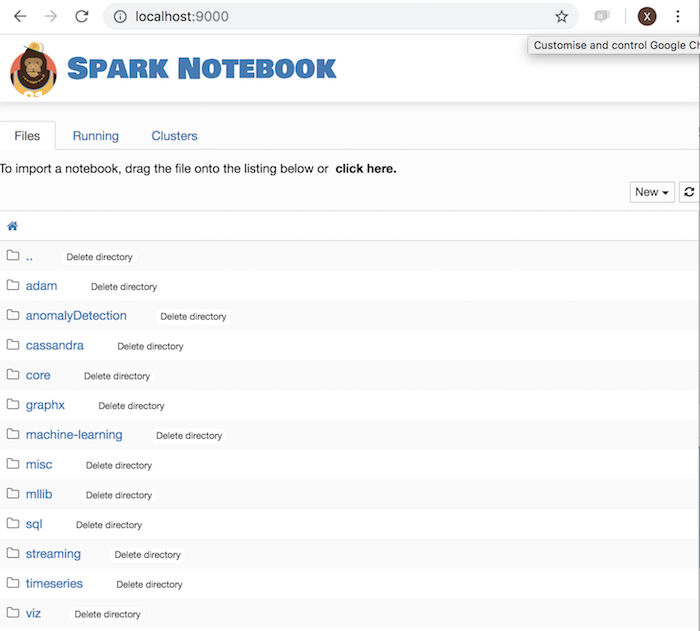 localhost:9000
X
Customise and control Google Ch
SPARK NOTEBOOK
Files Running Clusters
To import a notebook, drag the file onto the listing below or click here.
New
.. Delete directory
adam Delete directory
anomalyDetection Delete directory
cassandra Delete directory
core Delete directory
graphx Delete directory
machine-learning Delete directory
misc Delete directory
mllib Delete directory
sql Delete directory
streaming Delete directory
timeseries Delete directory
viz Delete directory